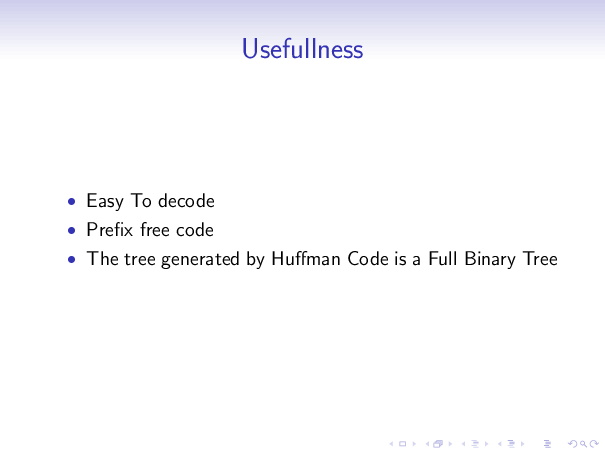 Usefullness
• Easy To decode
• Prefix free code
• The tree generated by Huffman Code is a Full Binary Tree